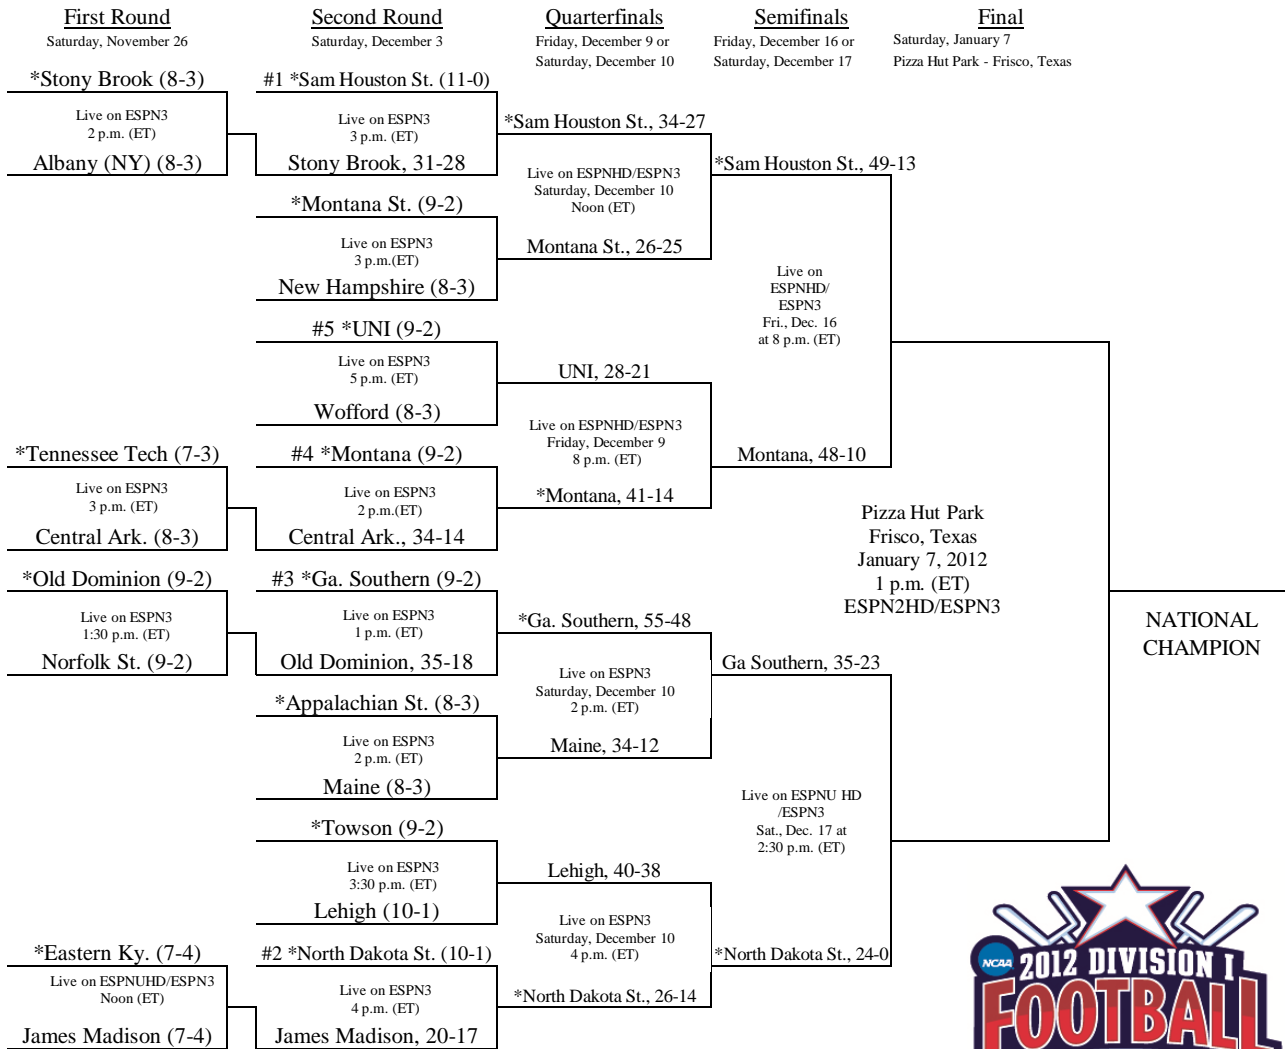 First Round
Saturday, November 26
Second Round
Saturday, December 3
Quarterfinals
Friday, December 9 or
Saturday, December 10
Semifinals
Friday, December 16 or
Saturday, December 17
Final
Saturday, January 7
Pizza Hut Park - Frisco, Texas
*Stony Brook (8-3)
Live on ESPN3
2 p.m. (ET)
Albany (NY) (8-3)
*Tennessee Tech (7-3)
Live on ESPN3
3 p.m. (ET)
Central Ark. (8-3)
*Old Dominion (9-2)
Live on ESPN3
1:30 p.m. (ET)
Norfolk St. (9-2)
*Eastern Ky. (7-4)
Live on ESPNUHD/ESPN3
Noon (ET)
James Madison (7-4)
#1 *Sam Houston St. (11-0)
Live on ESPN3
3 p.m. (ET)
Stony Brook, 31-28
*Montana St. (9-2)
Live on ESPN3
3 p.m.(ET)
New Hampshire (8-3)
#5 *UNI (9-2)
Live on ESPN3
5 p.m. (ET)
Wofford (8-3)
#4 *Montana (9-2)
Live on ESPN3
2 p.m.(ET)
Central Ark., 34-14
#3 *Ga. Southern (9-2)
Live on ESPN3
1 p.m. (ET)
Old Dominion, 35-18
*Appalachian St. (8-3)
Live on ESPN3
2 p.m. (ET)
Maine (8-3)
*Towson (9-2)
Live on ESPN3
3:30 p.m. (ET)
Lehigh (10-1)
#2 *North Dakota St. (10-1)
Live on ESPN3
4 p.m. (ET)
James Madison, 20-17
*Sam Houston St., 34-27
Live on ESPNHD/ESPN3
Saturday, December 10
Noon (ET)
Montana St., 26-25
UNI, 28-21
Live on ESPNHD/ESPN3
Friday, December 9
8 p.m. (ET)
*Montana, 41-14
*Ga. Southern, 55-48
Live on ESPN3
Saturday, December 10
2 p.m. (ET)
Maine, 34-12
Lehigh, 40-38
Live on ESPN3
Saturday, December 10
4 p.m. (ET)
*North Dakota St., 26-14
*Sam Houston St., 49-13
Live on
ESPNHD/
ESPN3
Fri., Dec. 16
at 8 p.m. (ET)
Montana, 48-10
Ga Southern, 35-23
Live on ESPNU HD
/ESPN3
Sat., Dec. 17 at
2:30 p.m. (ET)
*North Dakota St., 24-0
Pizza Hut Park
Frisco, Texas
January 7, 2012
1 p.m. (ET)
ESPN2HD/ESPN3
NATIONAL
CHAMPION
NCAA
2012 DIVISION I
FOOTBALL